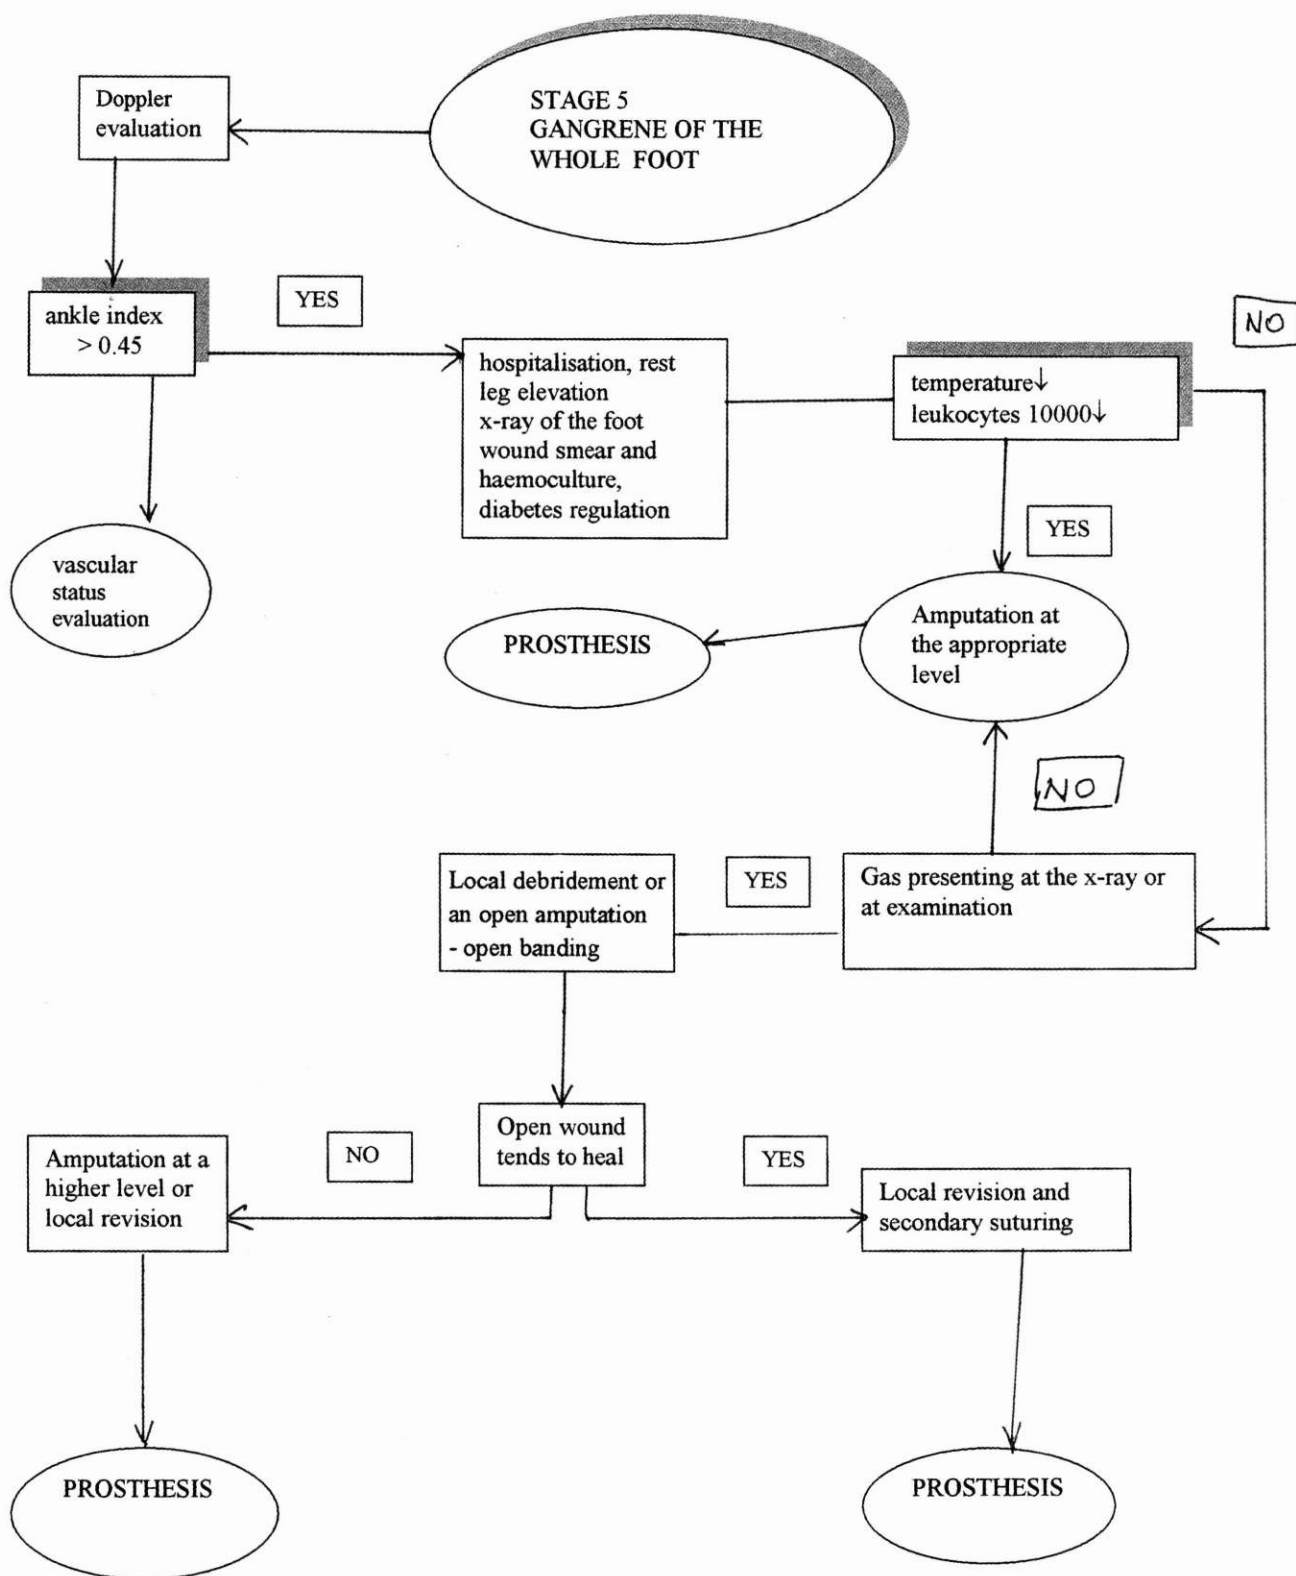 STAGE 5
GANGRENE OF THE
WHOLE FOOT
Doppler
evaluation
ankle index
> 0.45
YES
hospitalisation, rest
leg elevation
x-ray of the foot
wound smear and
haemoculture,
diabetes regulation
temperature↓
leukocytes 10000↓
NO
vascular
status
evaluation
YES
PROSTHESIS
Amputation at
the appropriate
level
NO
Local debridement or
an open amputation
- open banding
YES
Gas presenting at the x-ray or
at examination
Amputation at a
higher level or
local revision
NO
Open wound
tends to heal
YES
Local revision and
secondary suturing
PROSTHESIS
PROSTHESIS